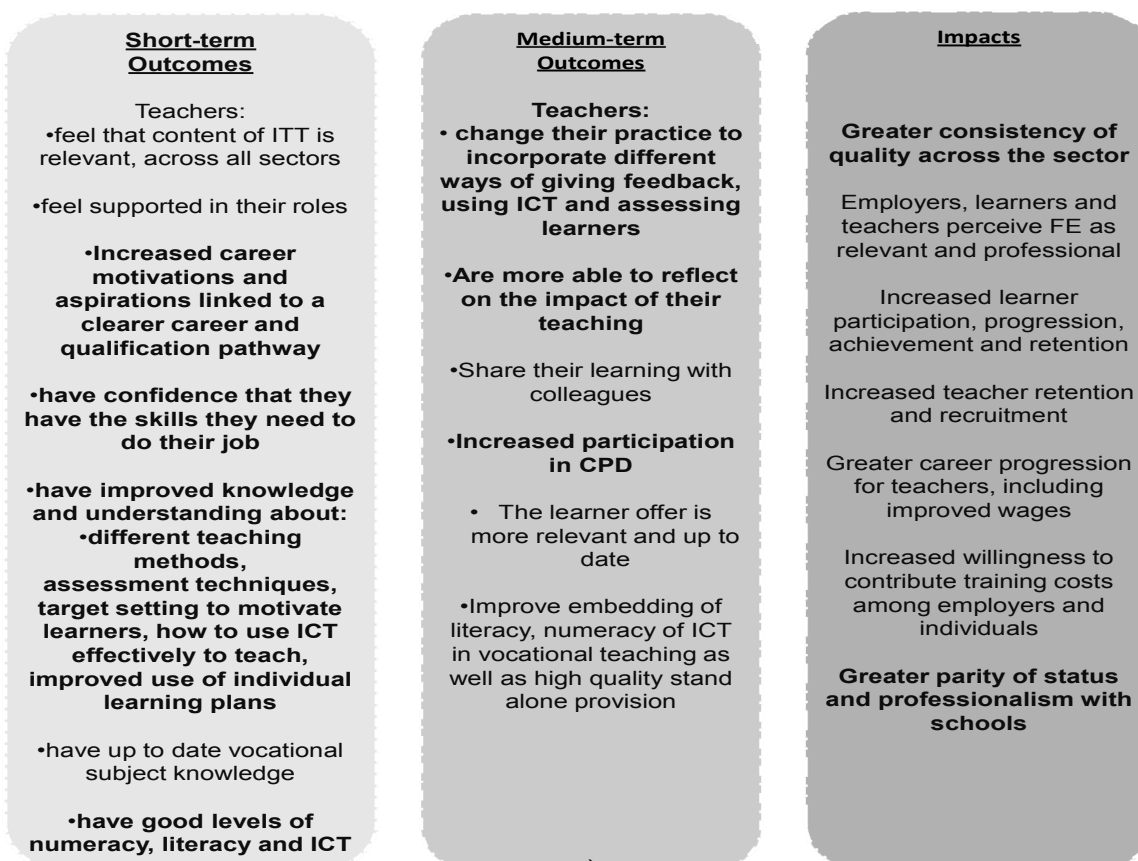 Short-term
Outcomes
Teachers:
•feel that content of ITT is
relevant, across all sectors
•feel supported in their roles
•Increased career
motivations and
aspirations linked to a
clearer career and
qualification pathway
•have confidence that they
have the skills they need to
do their job
•have improved knowledge
and understanding about:
•different teaching
methods,
assessment techniques,
target setting to motivate
learners, how to use ICT
effectively to teach,
improved use of individual
learning plans
•have up to date vocational
subject knowledge
•have good levels of
numeracy, literacy and ICT
Medium-term
Outcomes
Teachers:
• change their practice to
incorporate different
ways of giving feedback,
using ICT and assessing
learners
•Are more able to reflect
on the impact of their
teaching
•Share their learning with
colleagues
•Increased participation
in CPD
• The learner offer is
more relevant and up to
date
•Improve embedding of
literacy, numeracy of ICT
in vocational teaching as
well as high quality stand
alone provision
Impacts
Greater consistency of
quality across the sector
Employers, learners and
teachers perceive FE as
relevant and professional
Increased learner
participation, progression,
achievement and retention
Increased teacher retention
and recruitment
Greater career progression
for teachers, including
improved wages
Increased willingness to
contribute training costs
among employers and
individuals
Greater parity of status
and professionalism with
schools